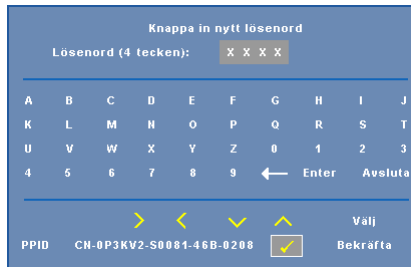 Knappa in nytt lösenord
Lösenord (4 tecken): X X X X
A B C D E F G H I J
K L M N O P Q R S T
U V W X Y Z 0 1 2 3
4 5 6 7 8 9 ← Enter Avsluta
Välj
PPID CN-0P3KV2-S0081-46B-0208 Bekräfta